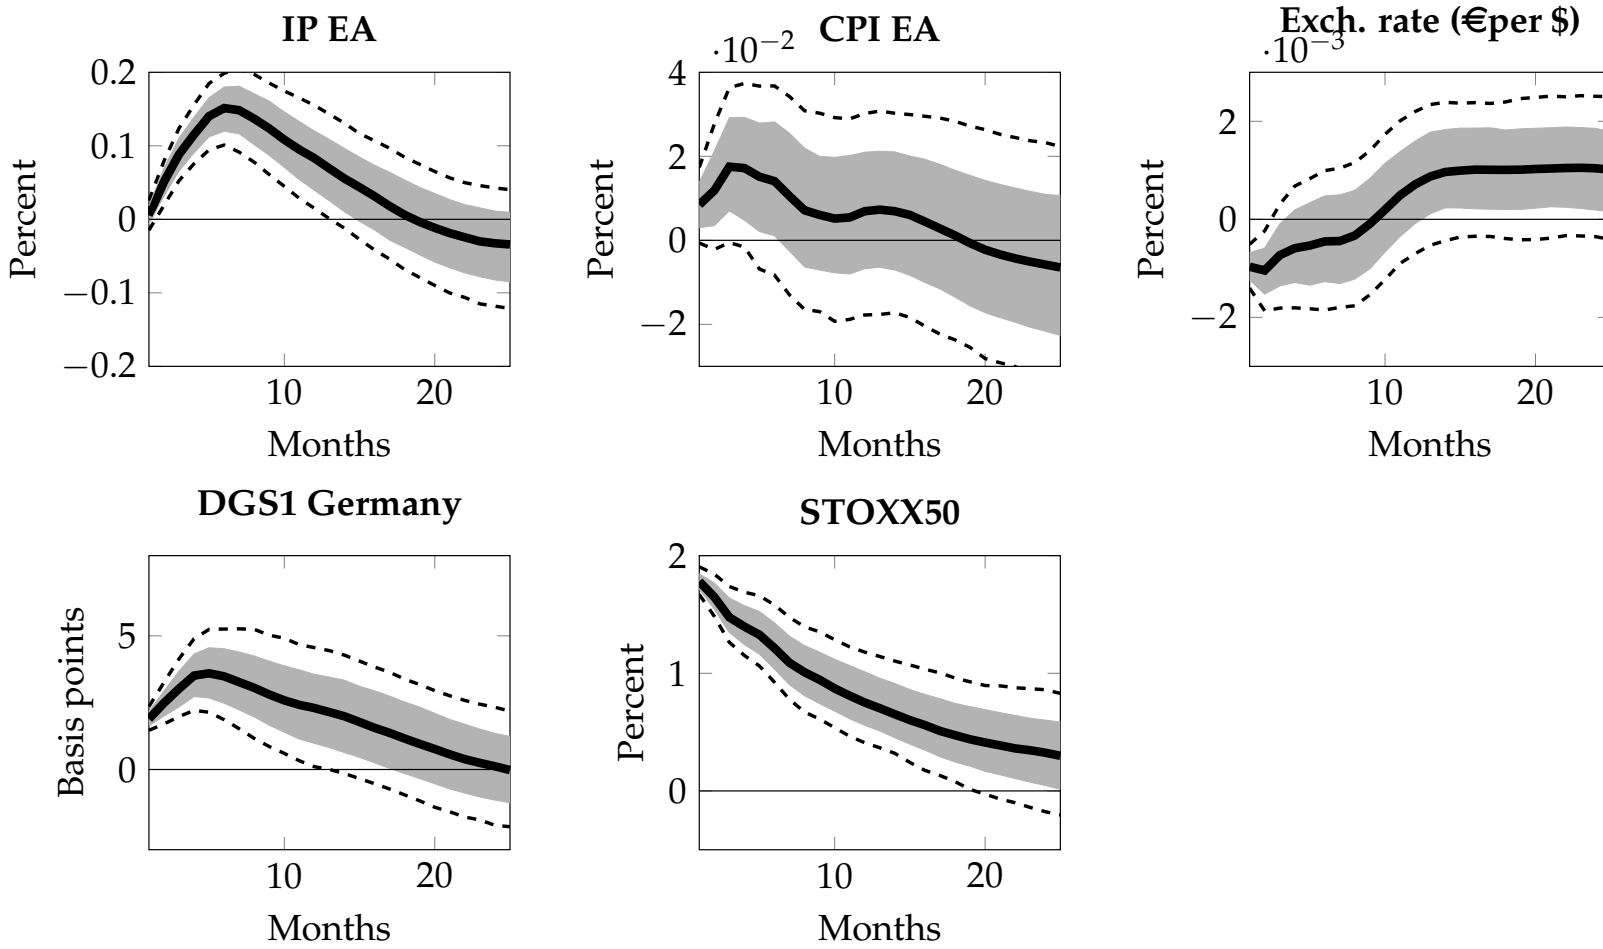 IP EA
Percent
0.2
0.1
0
−0.1
−0.2
10 20
Months
CPI EA
·10−2
Percent
4
2
0
−2
10 20
Months
Exch. rate (€per $)
·10−3
Percent
2
0
−2
10 20
Months
DGS1 Germany
Basis points
5
0
10 20
Months
STOXX50
Percent
2
1
0
10 20
Months